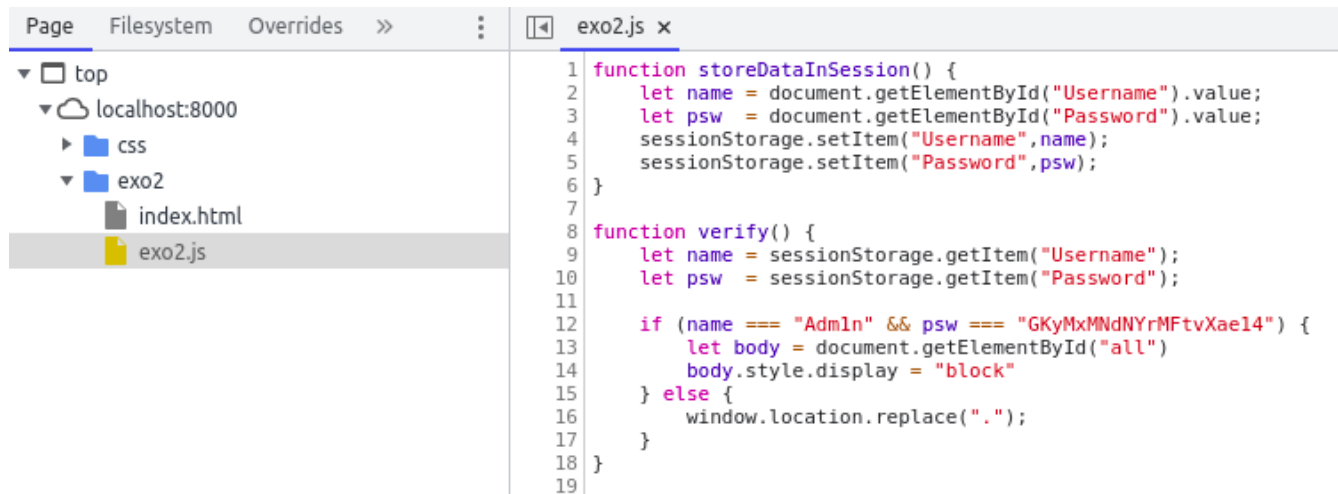 Page Filesystem Overrides »
top
localhost:8000
css
exo2
index.html
exo2.js
exo2.js ×
1 function storeDataInSession() {
2     let name = document.getElementById("Username").value;
3     let psw  = document.getElementById("Password").value;
4     sessionStorage.setItem("Username",name);
5     sessionStorage.setItem("Password",psw);
6 }
7
8 function verify() {
9     let name = sessionStorage.getItem("Username");
10     let psw  = sessionStorage.getItem("Password");
11
12     if (name === "Adm1n" && psw === "GKyMxMNdNYrMFtvXae14") {
13         let body = document.getElementById("all")
14         body.style.display = "block"
15     } else {
16         window.location.replace(".");
17     }
18 }
19